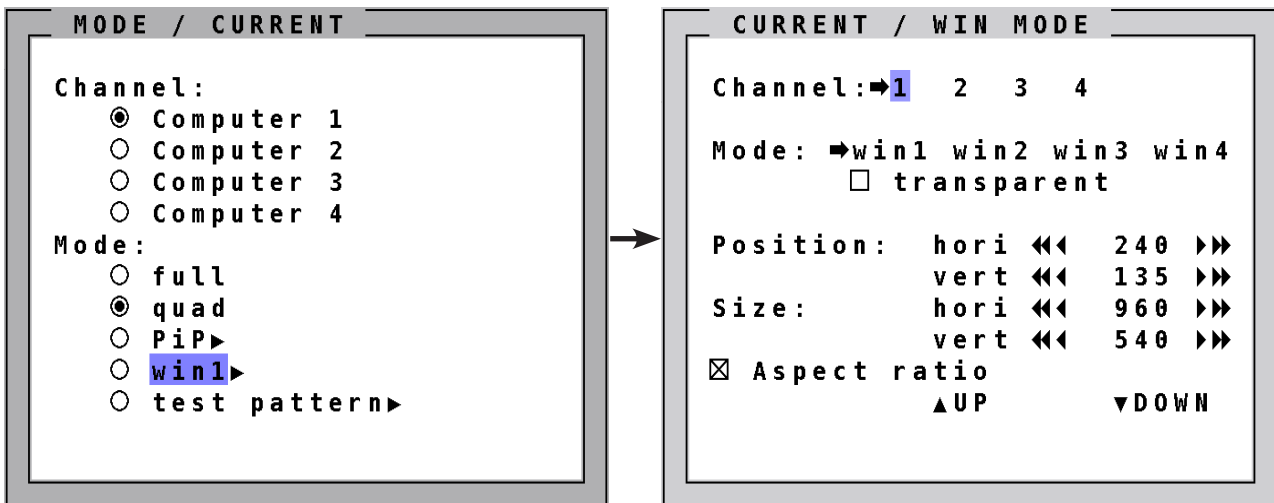 MODE / CURRENT
Channel:
Computer 1
Computer 2
Computer 3
Computer 4
Mode:
full
quad
PiP▶
win1▶
test pattern▶
CURRENT / WIN MODE
Channel:➡1 2 3 4
Mode: ➡win1 win2 win3 win4
transparent
Position: hori ◀◀◀ 240 ▶▶▶
vert ◀◀◀ 135 ▶▶▶
Size: hori ◀◀◀ 960 ▶▶▶
vert ◀◀◀ 540 ▶▶▶
☒ Aspect ratio
▲UP ▼DOWN